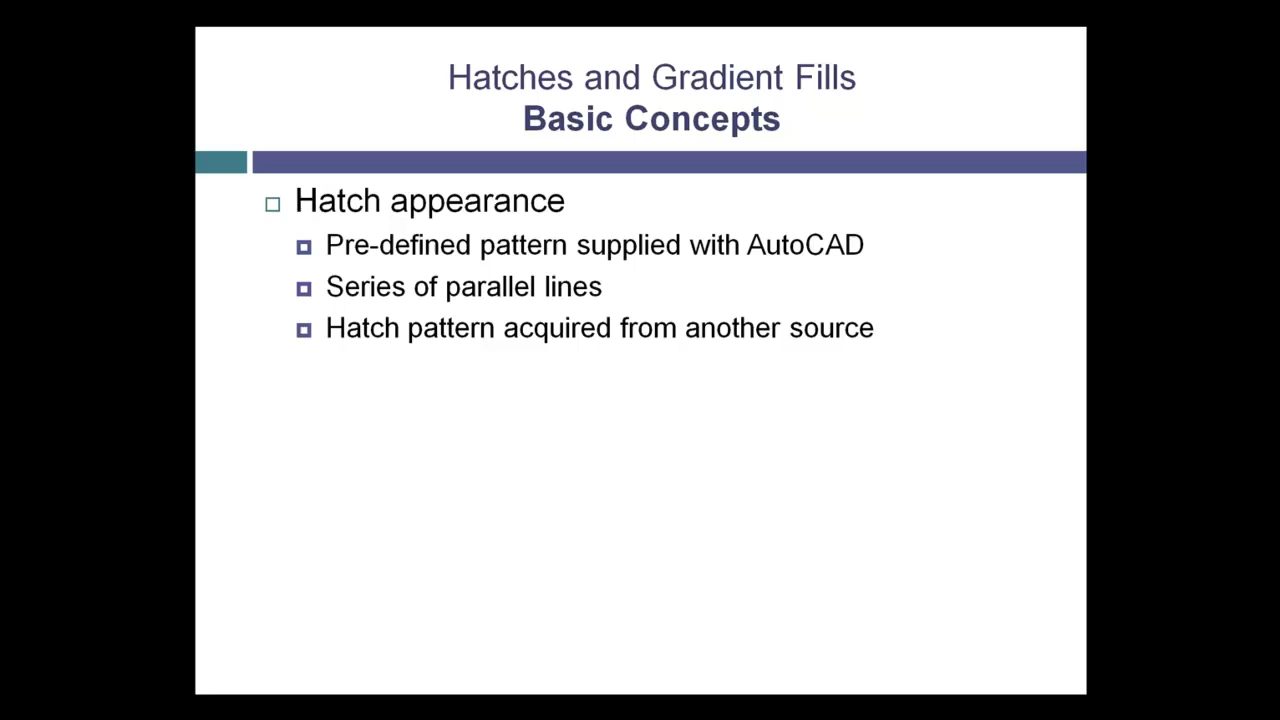 Hatches and Gradient Fills
Basic Concepts
Hatch appearance
Pre-defined pattern supplied with AutoCAD
Series of parallel lines
Hatch pattern acquired from another source